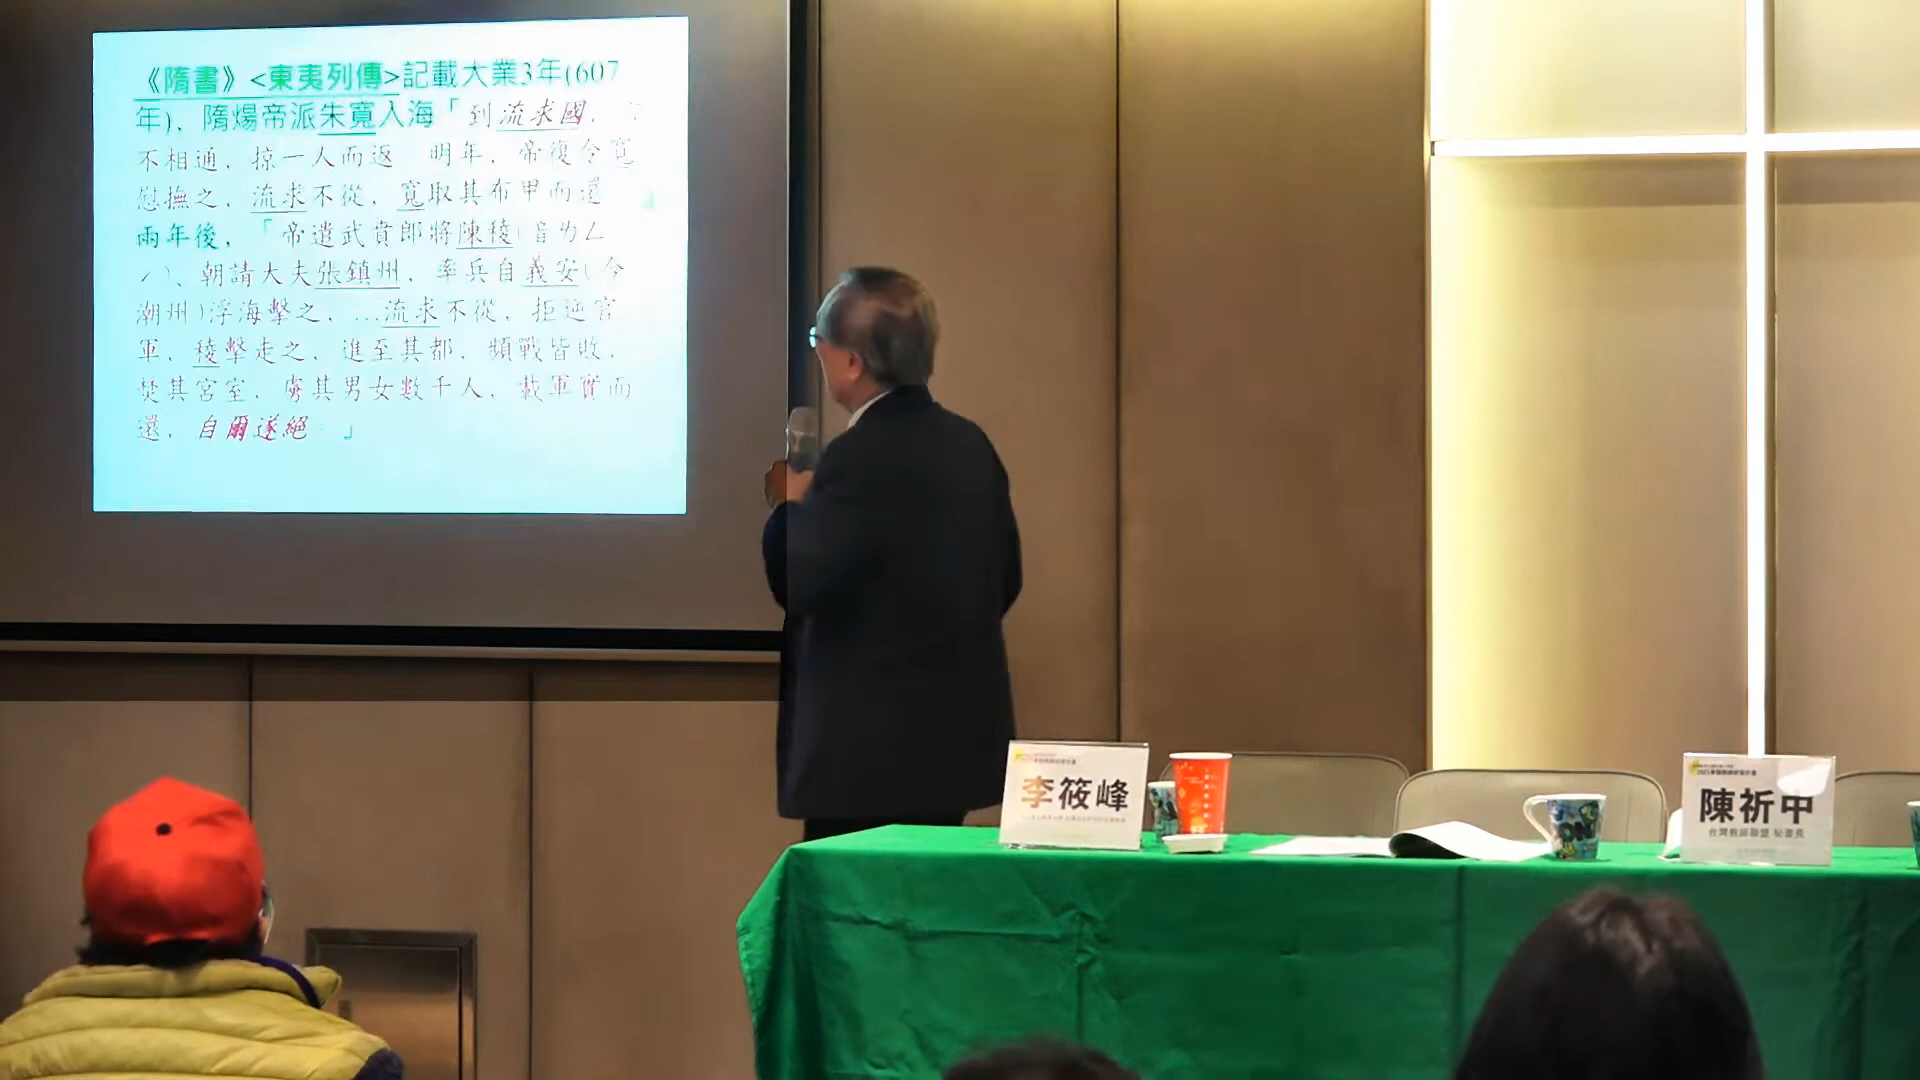 《隋書》<東夷列傳>記載大業3年(607
年)，隋煬帝派朱寬入海「到流求國，
不相通，掠一人而返 明年，帝復令寬
慰撫之，流求不從，寬取其布甲而還 」
兩年後，「帝遣武賁郎將陳稜(音ㄌㄥ
ˊ)、朝請大夫張鎮州，率兵自義安(今
潮州)浮海擊之，…流求不從，拒逆官
軍，稜擊走之，進至其都，頻戰皆敗，
焚其宮室，虜其男女數千人，載軍實而
還，自爾遂絕 」
李筱峰
陳祈中
台灣教師聯盟 秘書長